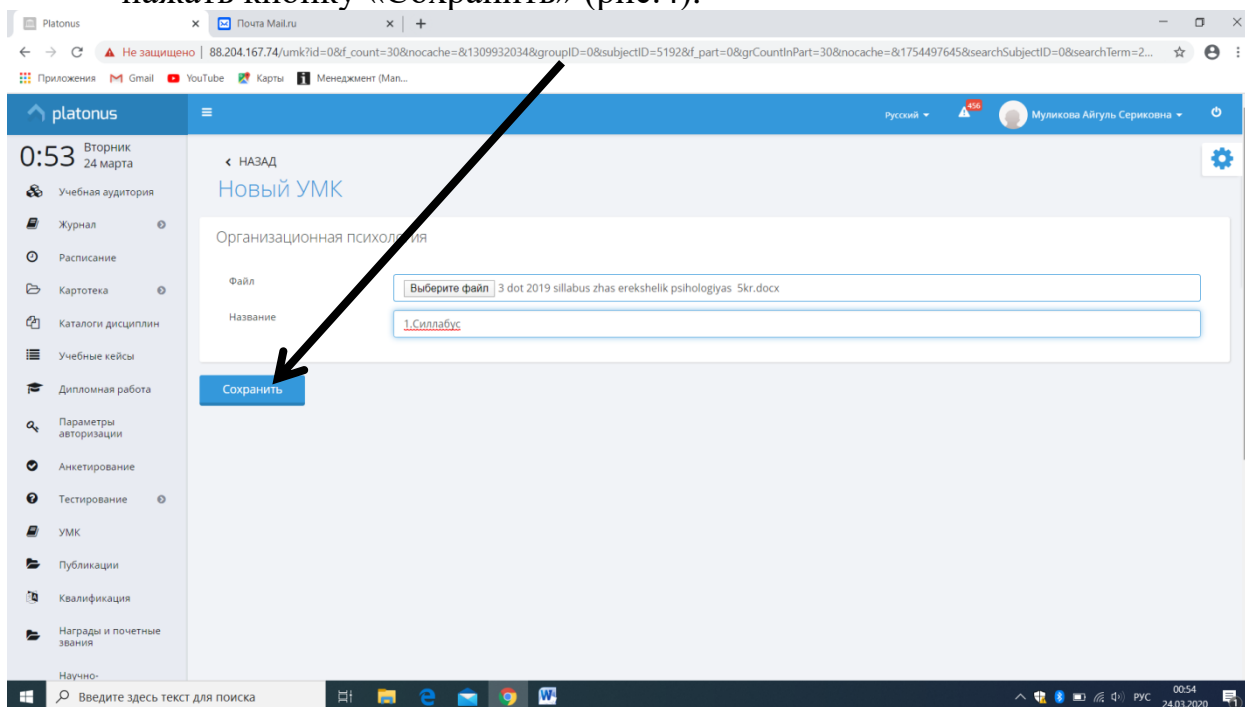 нажать кнопку «Сохранить» (рис.4).
Platonus
Почта Mail.ru
Не защищено | 88.204.167.74/umk?id=0&f_count=30&nocache=&1309932034&groupID=0&subjectID=5192&f_part=0&grCountInPart=30&nocache=&1754497645&searchSubjectID=0&searchTerm=2...
Приложения Gmail YouTube Карты Менеджмент (Man...
platonus
Русский
456
Муликова Айгуль Сериковна
0:53 Вторник
24 марта
Учебная аудитория
Журнал
Расписание
Картотека
Каталоги дисциплин
Учебные кейсы
Дипломная работа
Параметры
авторизации
Анкетирование
Тестирование
УМК
Публикации
Квалификация
Награды и почетные
звания
Научно-
НАЗАД
Новый УМК
Организационная психология
Файл
Выберите файл 3 dot 2019 sillabus zhas erekshelik psihologiyas 5kr.docx
Название
1.Силлабус
Сохранить
Введите здесь текст для поиска
РУС
00:54
24.03.2020